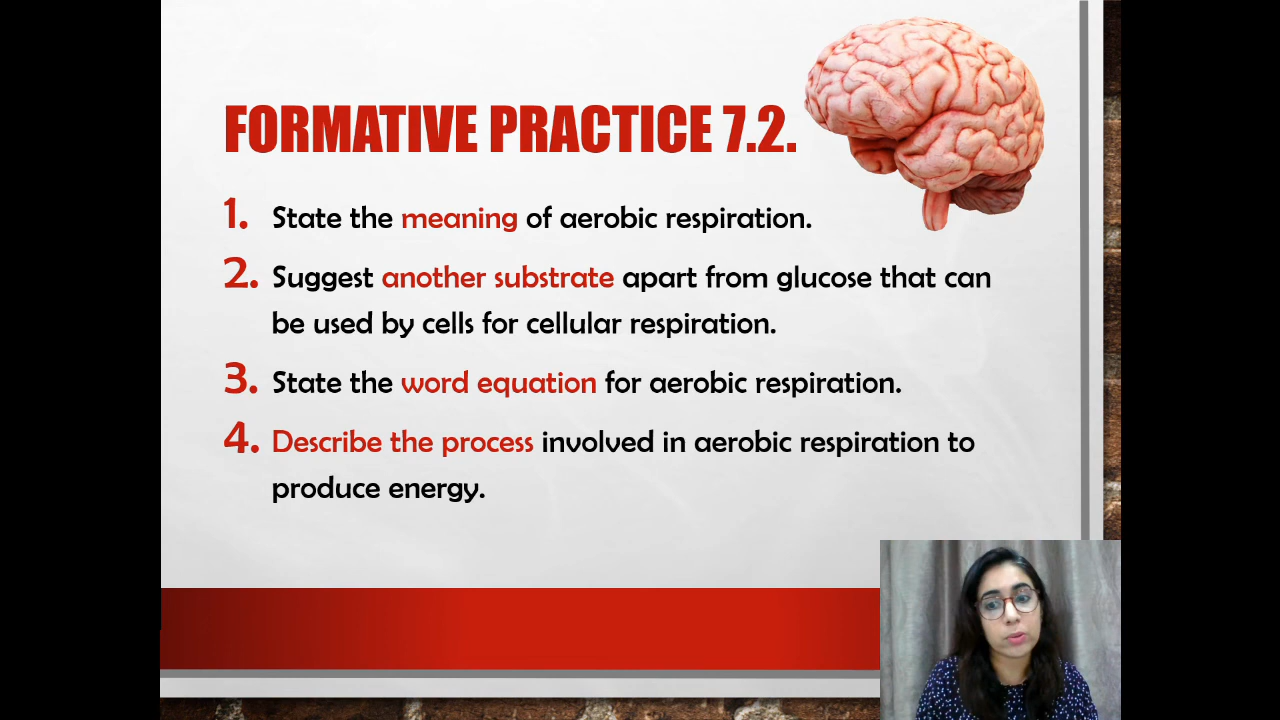 FORMATIVE PRACTICE 7.2.
1. State the meaning of aerobic respiration.
2. Suggest another substrate apart from glucose that can
be used by cells for cellular respiration.
3. State the word equation for aerobic respiration.
4. Describe the process involved in aerobic respiration to
produce energy.